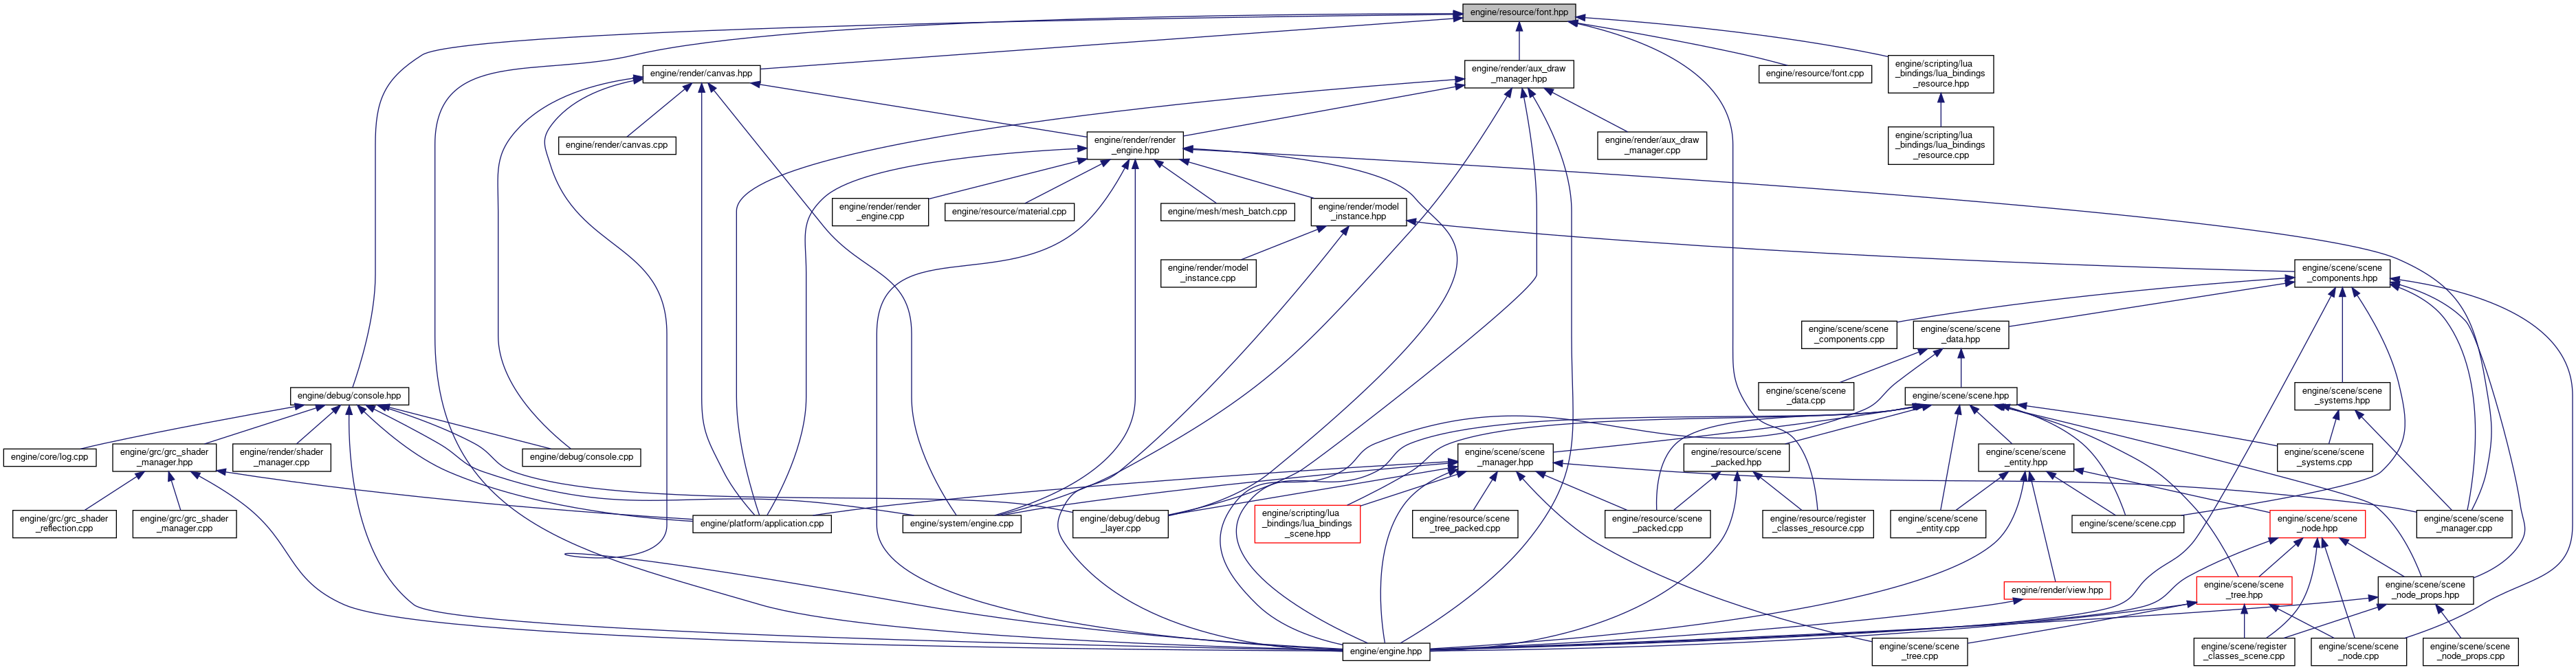 engine/resource/font.hpp
engine/render/canvas.hpp
engine/render/aux_draw
_manager.hpp
engine/resource/font.cpp
engine/scripting/lua
_bindings/lua_bindings
_resource.hpp
engine/render/canvas.cpp
engine/render/render
_engine.hpp
engine/render/aux_draw
_manager.cpp
engine/scripting/lua
_bindings/lua_bindings
_resource.cpp
engine/render/render
_engine.cpp
engine/resource/material.cpp
engine/mesh/mesh_batch.cpp
engine/render/model
_instance.hpp
engine/render/model
_instance.cpp
engine/scene/scene
_components.hpp
engine/scene/scene
_components.cpp
engine/scene/scene
_data.hpp
engine/debug/console.hpp
engine/scene/scene
_data.cpp
engine/scene/scene.hpp
engine/scene/scene
_systems.hpp
engine/core/log.cpp
engine/grc/grc_shader
_manager.hpp
engine/render/shader
_manager.cpp
engine/debug/console.cpp
engine/scene/scene
_manager.hpp
engine/resource/scene
_packed.hpp
engine/scene/scene
_entity.hpp
engine/scene/scene
_systems.cpp
engine/grc/grc_shader
_reflection.cpp
engine/grc/grc_shader
_manager.cpp
engine/platform/application.cpp
engine/system/engine.cpp
engine/debug/debug
_layer.cpp
engine/scripting/lua
_bindings/lua_bindings
_scene.hpp
engine/resource/scene
_tree_packed.cpp
engine/resource/scene
_packed.cpp
engine/resource/register
_classes_resource.cpp
engine/scene/scene
_entity.cpp
engine/scene/scene.cpp
engine/scene/scene
_node.hpp
engine/scene/scene
_manager.cpp
engine/render/view.hpp
engine/scene/scene
_tree.hpp
engine/scene/scene
_node_props.hpp
engine/engine.hpp
engine/scene/scene
_tree.cpp
engine/scene/register
_classes_scene.cpp
engine/scene/scene
_node.cpp
engine/scene/scene
_node_props.cpp